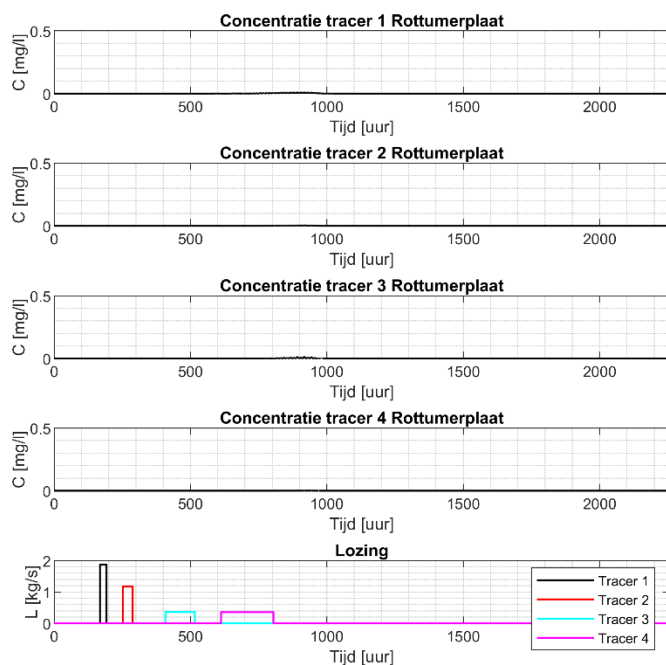 Concentratie tracer 1 Rottumerplaat
C [mg/l]
0.5
0
0 500 1000 1500 2000
Tijd [uur]
Concentratie tracer 2 Rottumerplaat
C [mg/l]
0.5
0
0 500 1000 1500 2000
Tijd [uur]
Concentratie tracer 3 Rottumerplaat
C [mg/l]
0.5
0
0 500 1000 1500 2000
Tijd [uur]
Concentratie tracer 4 Rottumerplaat
C [mg/l]
0.5
0
0 500 1000 1500 2000
Tijd [uur]
Lozing
L [kg/s]
2
1
0
Tracer 1
Tracer 2
Tracer 3
Tracer 4
0 500 1000 1500 2000
Tijd [uur]